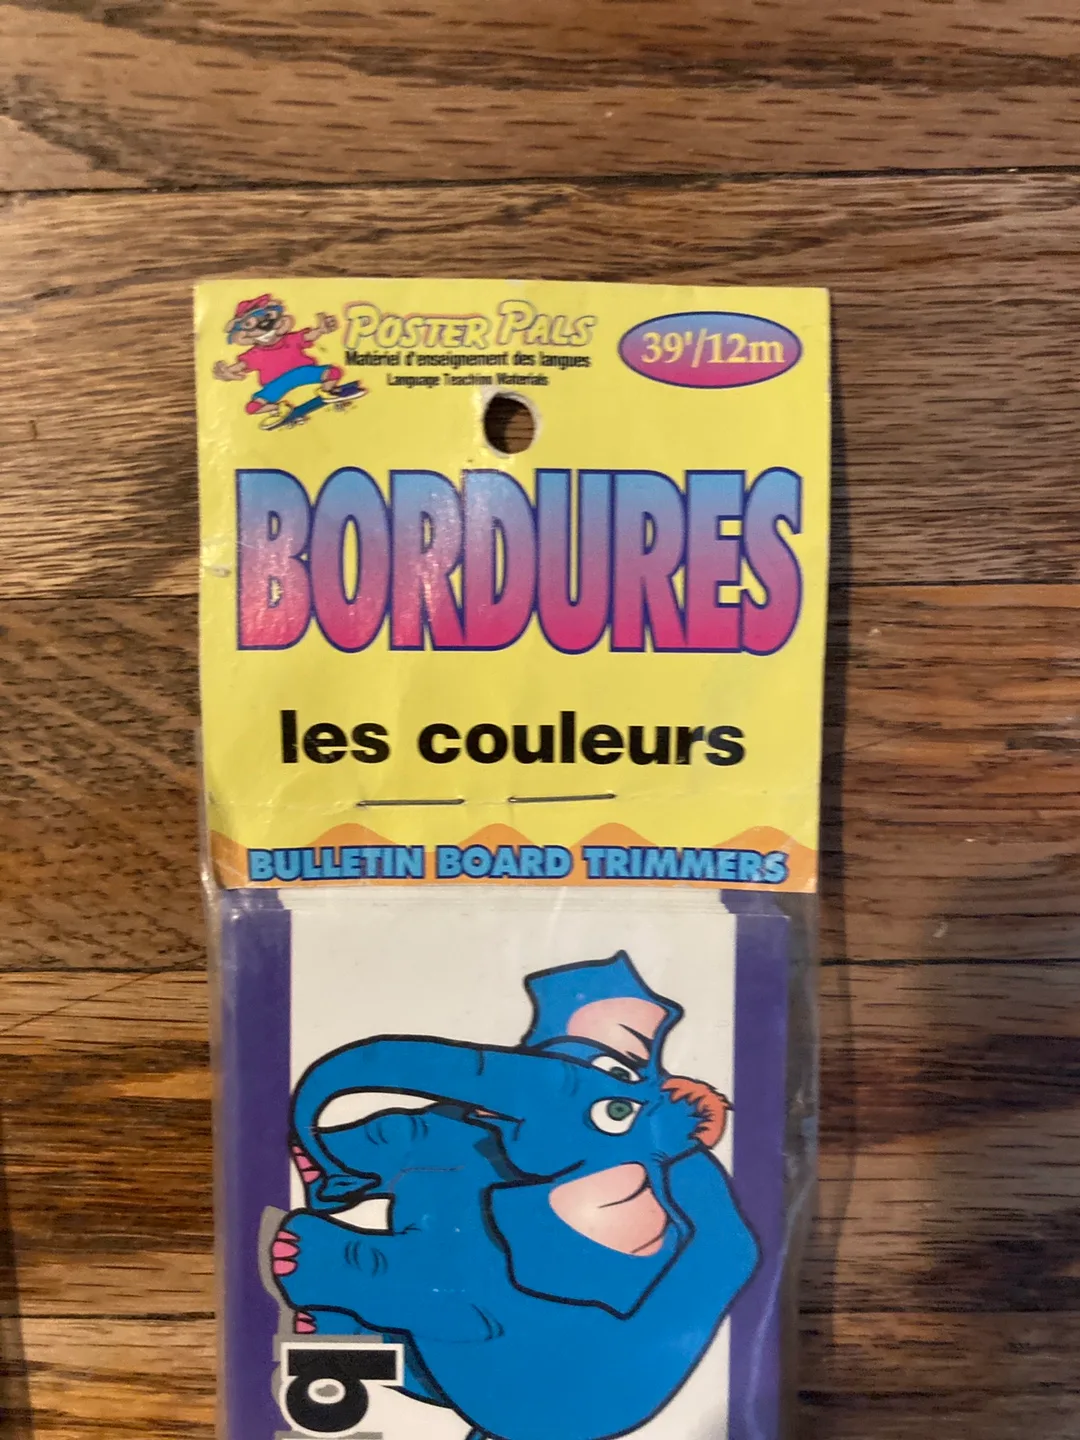 POSTER PALS
Matériel d'enseignement des langues
Language Teaching Materials
39'/12m
BORDURES
les couleurs
BULLETIN BOARD TRIMMERS
b